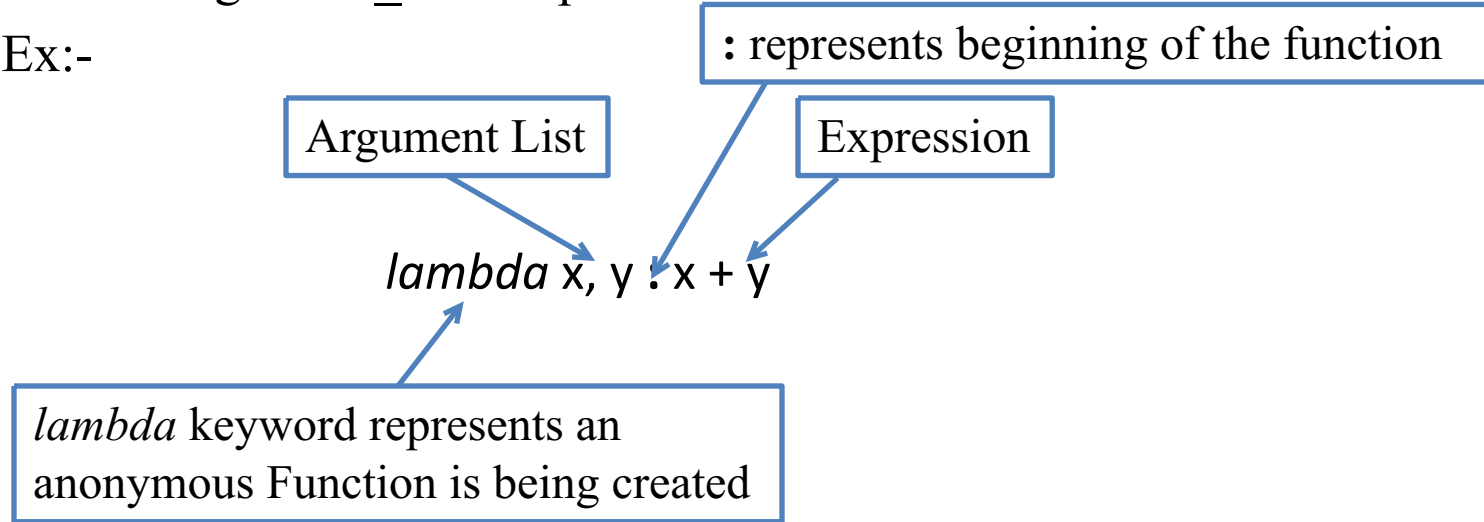 Ex:-
: represents beginning of the function
Argument List
Expression
lambda x, y : x + y
lambda keyword represents an
anonymous Function is being created